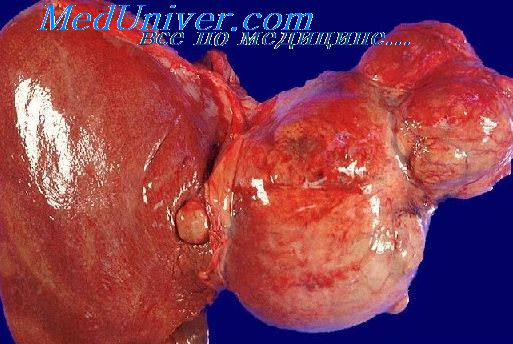 MedUniver.com
все по медицине....